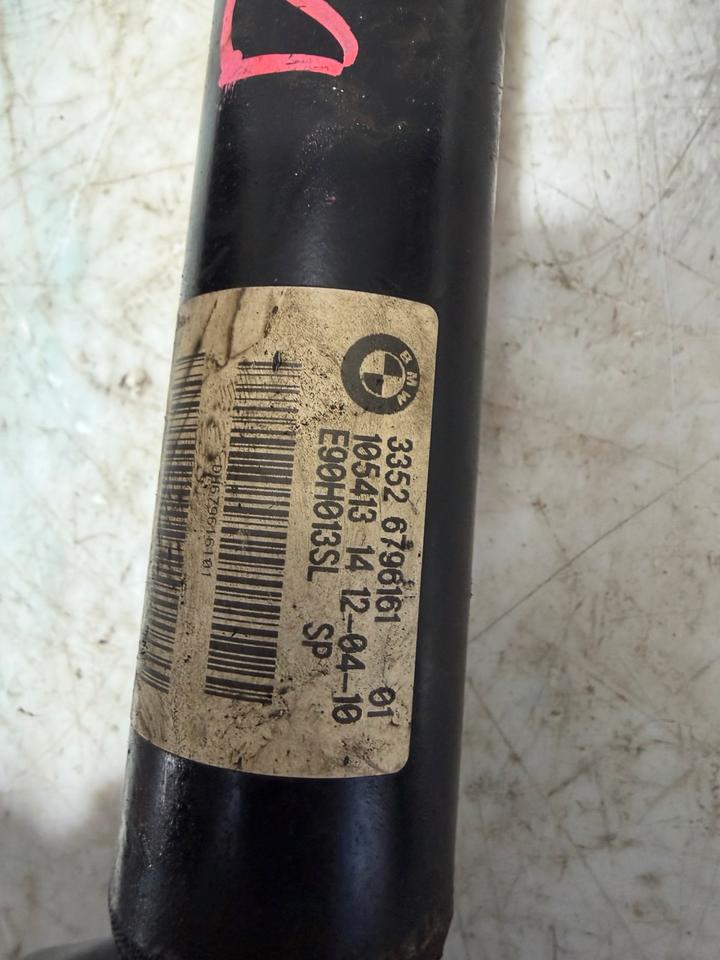 BMW
3352 6796161 01
105413 14 12-04-10
E90H013SL SP